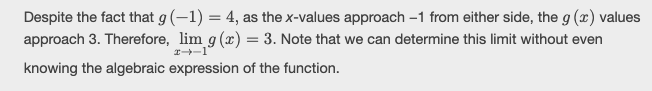 Despite the fact that g (−1) = 4, as the x-values approach −1 from either side, the g (x) values
approach 3. Therefore, lim x→−1 g (x) = 3. Note that we can determine this limit without even
knowing the algebraic expression of the function.